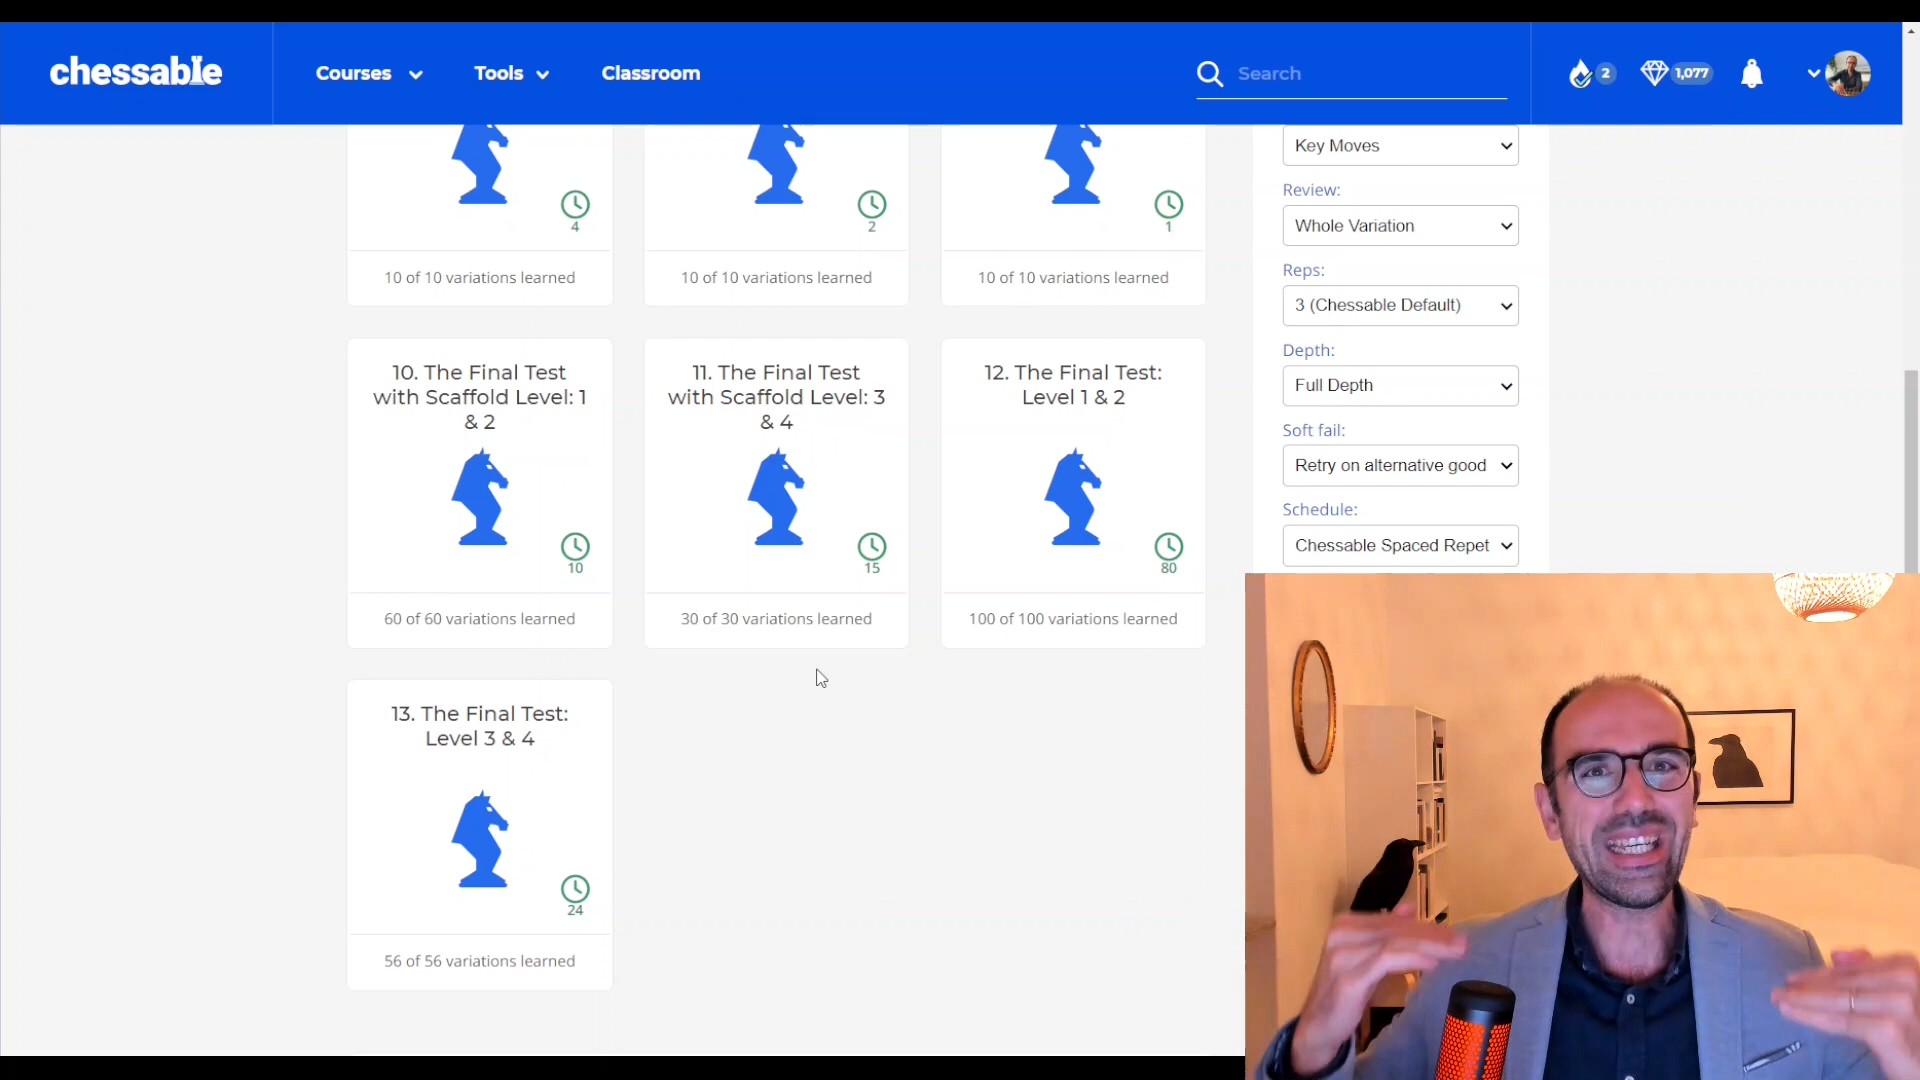 chessable
Courses
Tools
Classroom
Search
2
1,077
4
10 of 10 variations learned
2
10 of 10 variations learned
1
10 of 10 variations learned
10. The Final Test
with Scaffold Level: 1
& 2
10
60 of 60 variations learned
11. The Final Test
with Scaffold Level: 3
& 4
15
30 of 30 variations learned
12. The Final Test:
Level 1 & 2
80
100 of 100 variations learned
13. The Final Test:
Level 3 & 4
24
56 of 56 variations learned
Key Moves
Review:
Whole Variation
Reps:
3 (Chessable Default)
Depth:
Full Depth
Soft fail:
Retry on alternative good
Schedule:
Chessable Spaced Repet